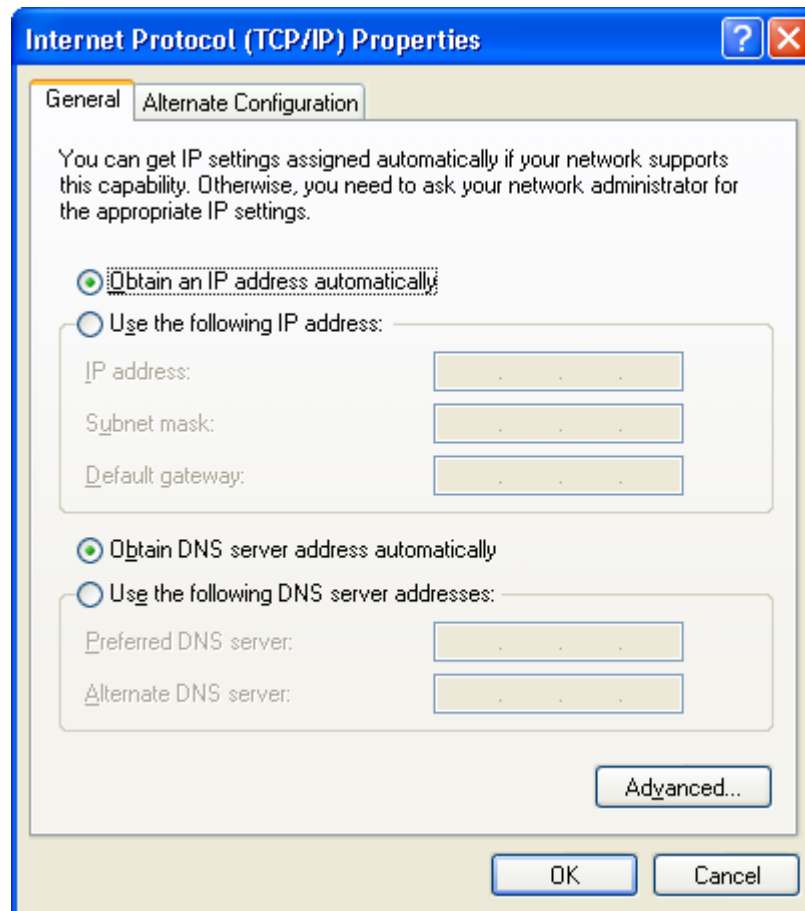 Internet Protocol (TCP/IP) Properties
General
Alternate Configuration
You can get IP settings assigned automatically if your network supports
this capability. Otherwise, you need to ask your network administrator for
the appropriate IP settings.
Obtain an IP address automatically
Use the following IP address:
IP address:
Subnet mask:
Default gateway:
Obtain DNS server address automatically
Use the following DNS server addresses:
Preferred DNS server:
Alternate DNS server:
Advanced...
OK
Cancel